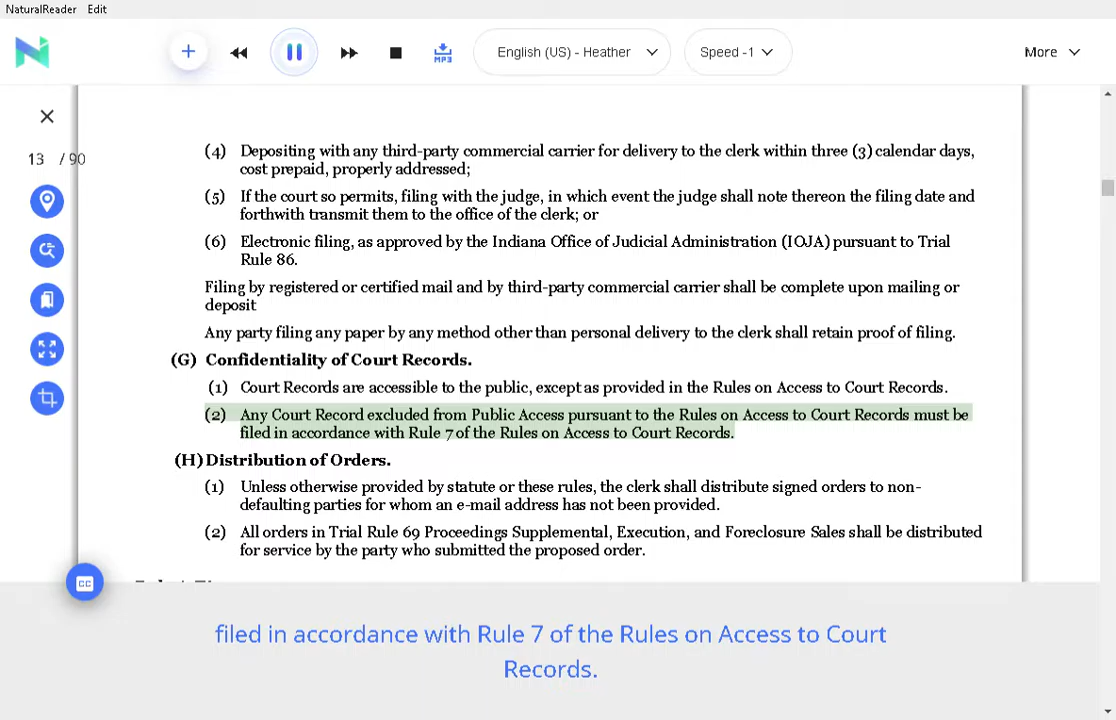 NaturalReader Edit
MP3
English (US) - Heather
Speed -1
More
13 / 90
(4) Depositing with any third-party commercial carrier for delivery to the clerk within three (3) calendar days,
cost prepaid, properly addressed;
(5) If the court so permits, filing with the judge, in which event the judge shall note thereon the filing date and
forthwith transmit them to the office of the clerk; or
(6) Electronic filing, as approved by the Indiana Office of Judicial Administration (IOJA) pursuant to Trial
Rule 86.
Filing by registered or certified mail and by third-party commercial carrier shall be complete upon mailing or
deposit
Any party filing any paper by any method other than personal delivery to the clerk shall retain proof of filing.
(G) Confidentiality of Court Records.
(1) Court Records are accessible to the public, except as provided in the Rules on Access to Court Records.
(2) Any Court Record excluded from Public Access pursuant to the Rules on Access to Court Records must be
filed in accordance with Rule 7 of the Rules on Access to Court Records.
(H) Distribution of Orders.
(1) Unless otherwise provided by statute or these rules, the clerk shall distribute signed orders to non-
defaulting parties for whom an e-mail address has not been provided.
(2) All orders in Trial Rule 69 Proceedings Supplemental, Execution, and Foreclosure Sales shall be distributed
for service by the party who submitted the proposed order.
CC
filed in accordance with Rule 7 of the Rules on Access to Court
Records.